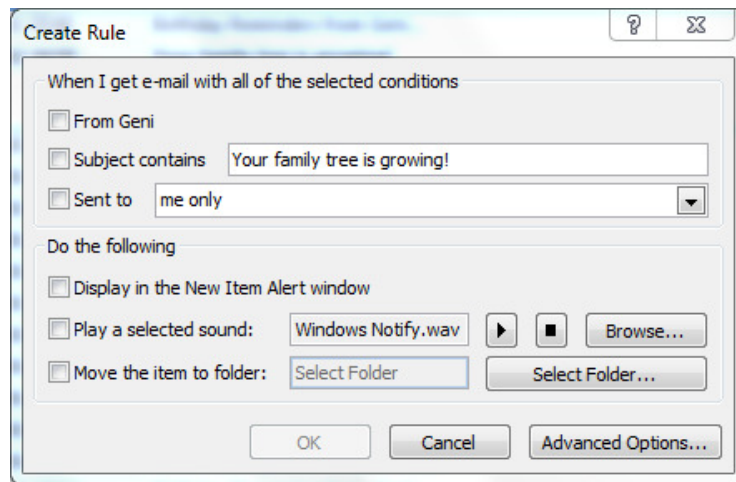 Create Rule
When I get e-mail with all of the selected conditions
From Geni
Subject contains Your family tree is growing!
Sent to me only
Do the following
Display in the New Item Alert window
Play a selected sound: Windows Notify.wav Browse...
Move the item to folder: Select Folder Select Folder...
OK Cancel Advanced Options...